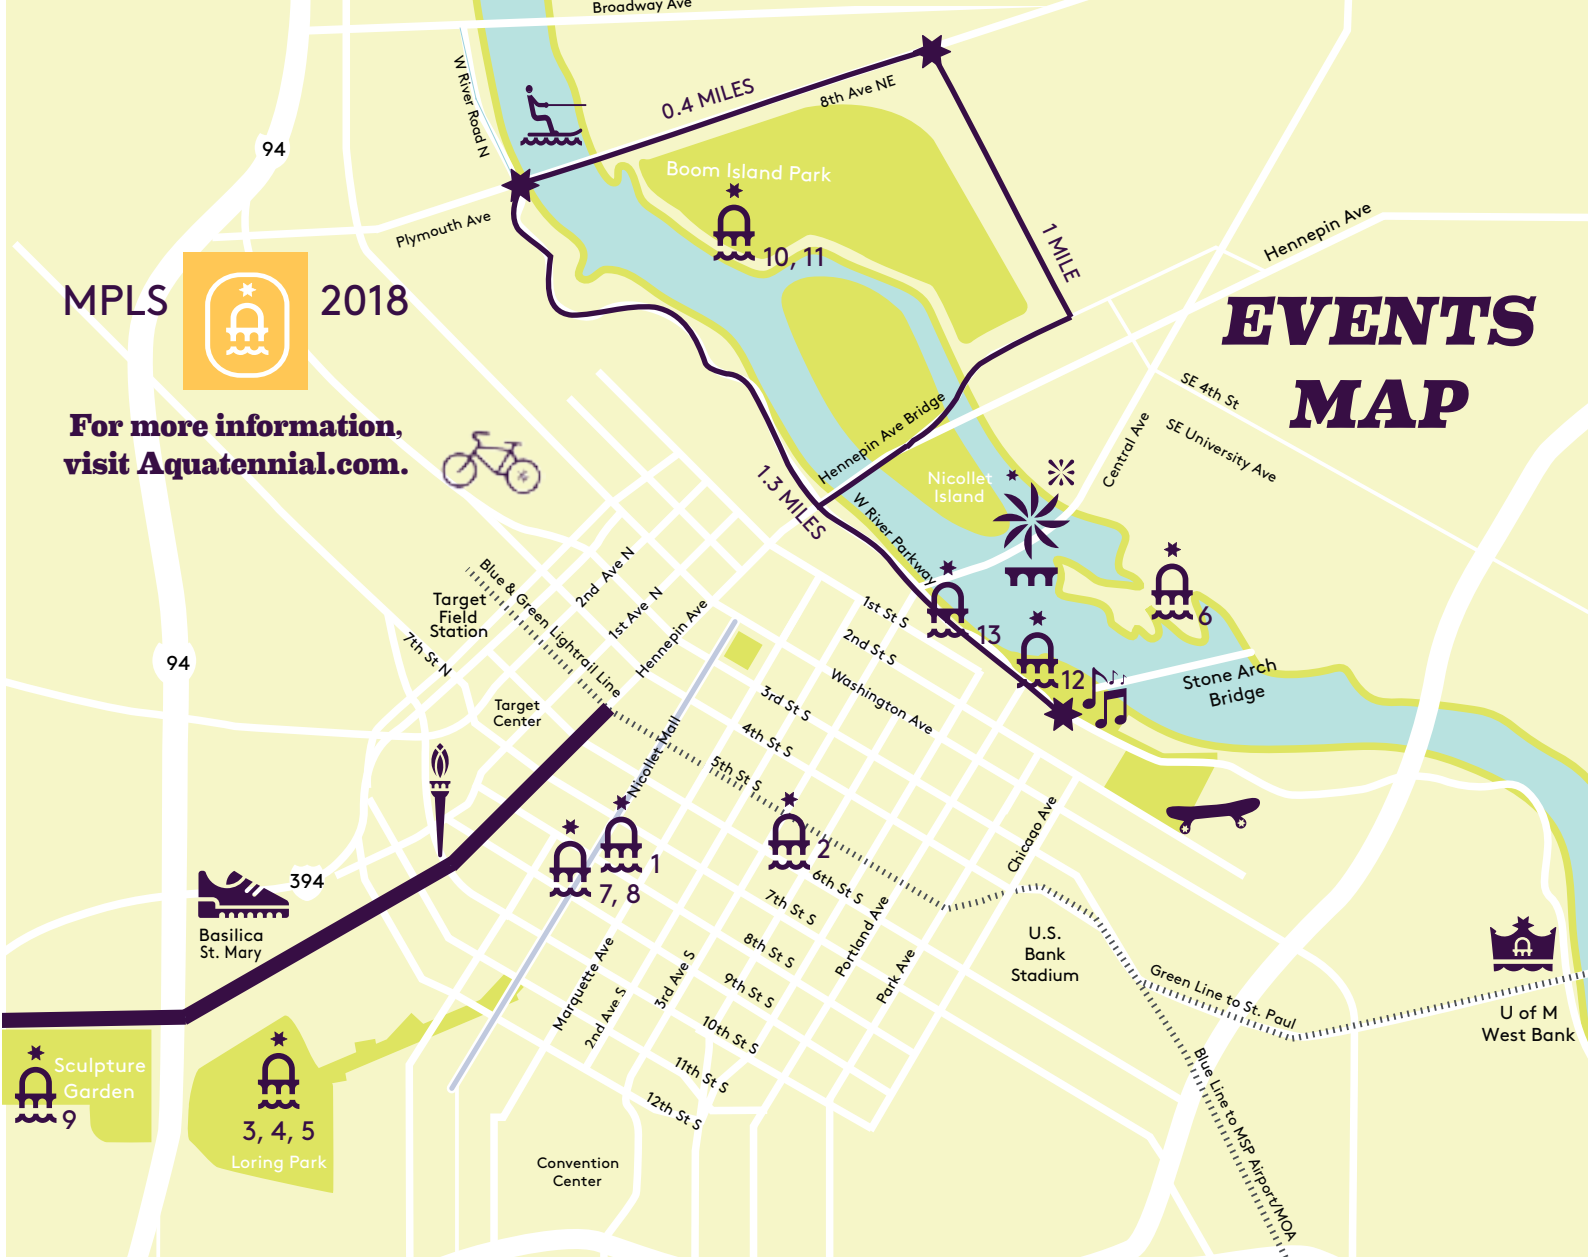 Broadway Ave
W River Road N
0.4 MILES
8th Ave NE
94
Boom Island Park
Plymouth Ave
10, 11
1 MILE
Hennepin Ave
MPLS
2018
EVENTS
MAP
For more information,
visit Aquatennial.com.
SE 4th St
SE University Ave
Central Ave
Hennepin Ave Bridge
Nicollet
Island
1.3 MILES
W River Parkway
Blue & Green Lightrail Line
2nd Ave N
1st Ave N
Hennepin Ave
Target
Field
Station
7th St N
94
1st St S
13
6
2nd St S
12
Stone Arch
Bridge
Washington Ave
3rd St S
Target
Center
4th St S
Nicollet Mall
5th St S
Chicago Ave
1
2
7, 8
394
6th St S
7th St S
Portland Ave
Basilica
St. Mary
U.S.
Bank
Stadium
8th St S
Marquette Ave
3rd Ave S
Park Ave
9th St S
2nd Ave S
Green Line to St. Paul
U of M
West Bank
10th St S
Sculpture
Garden
9
11th St S
Blue Line to MSP Airport/MOA
12th St S
3, 4, 5
Loring Park
Convention
Center